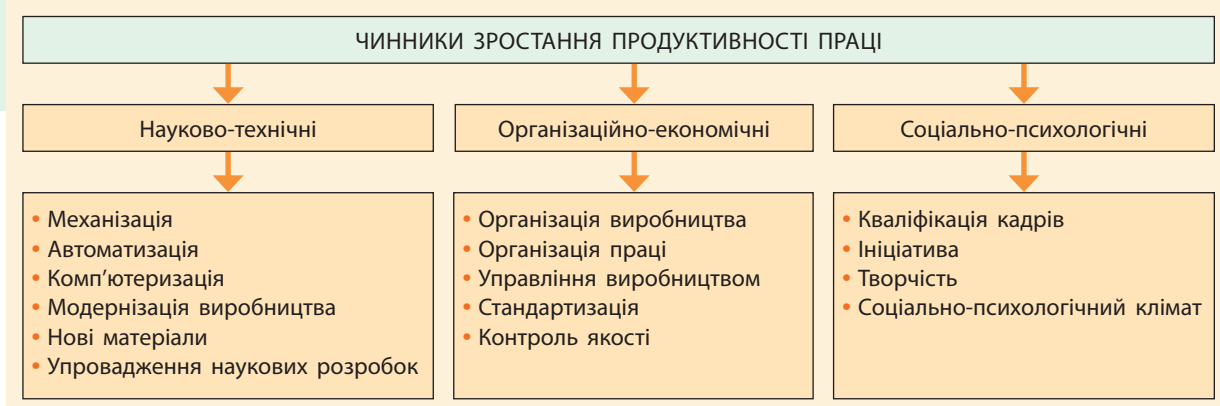 ЧИННИКИ ЗРОСТАННЯ ПРОДУКТИВНОСТІ ПРАЦІ
Науково-технічні
Організаційно-економічні
Соціально-психологічні
• Механізація
• Автоматизація
• Комп’ютеризація
• Модернізація виробництва
• Нові матеріали
• Упровадження наукових розробок
• Організація виробництва
• Організація праці
• Управління виробництвом
• Стандартизація
• Контроль якості
• Кваліфікація кадрів
• Ініціатива
• Творчість
• Соціально-психологічний клімат